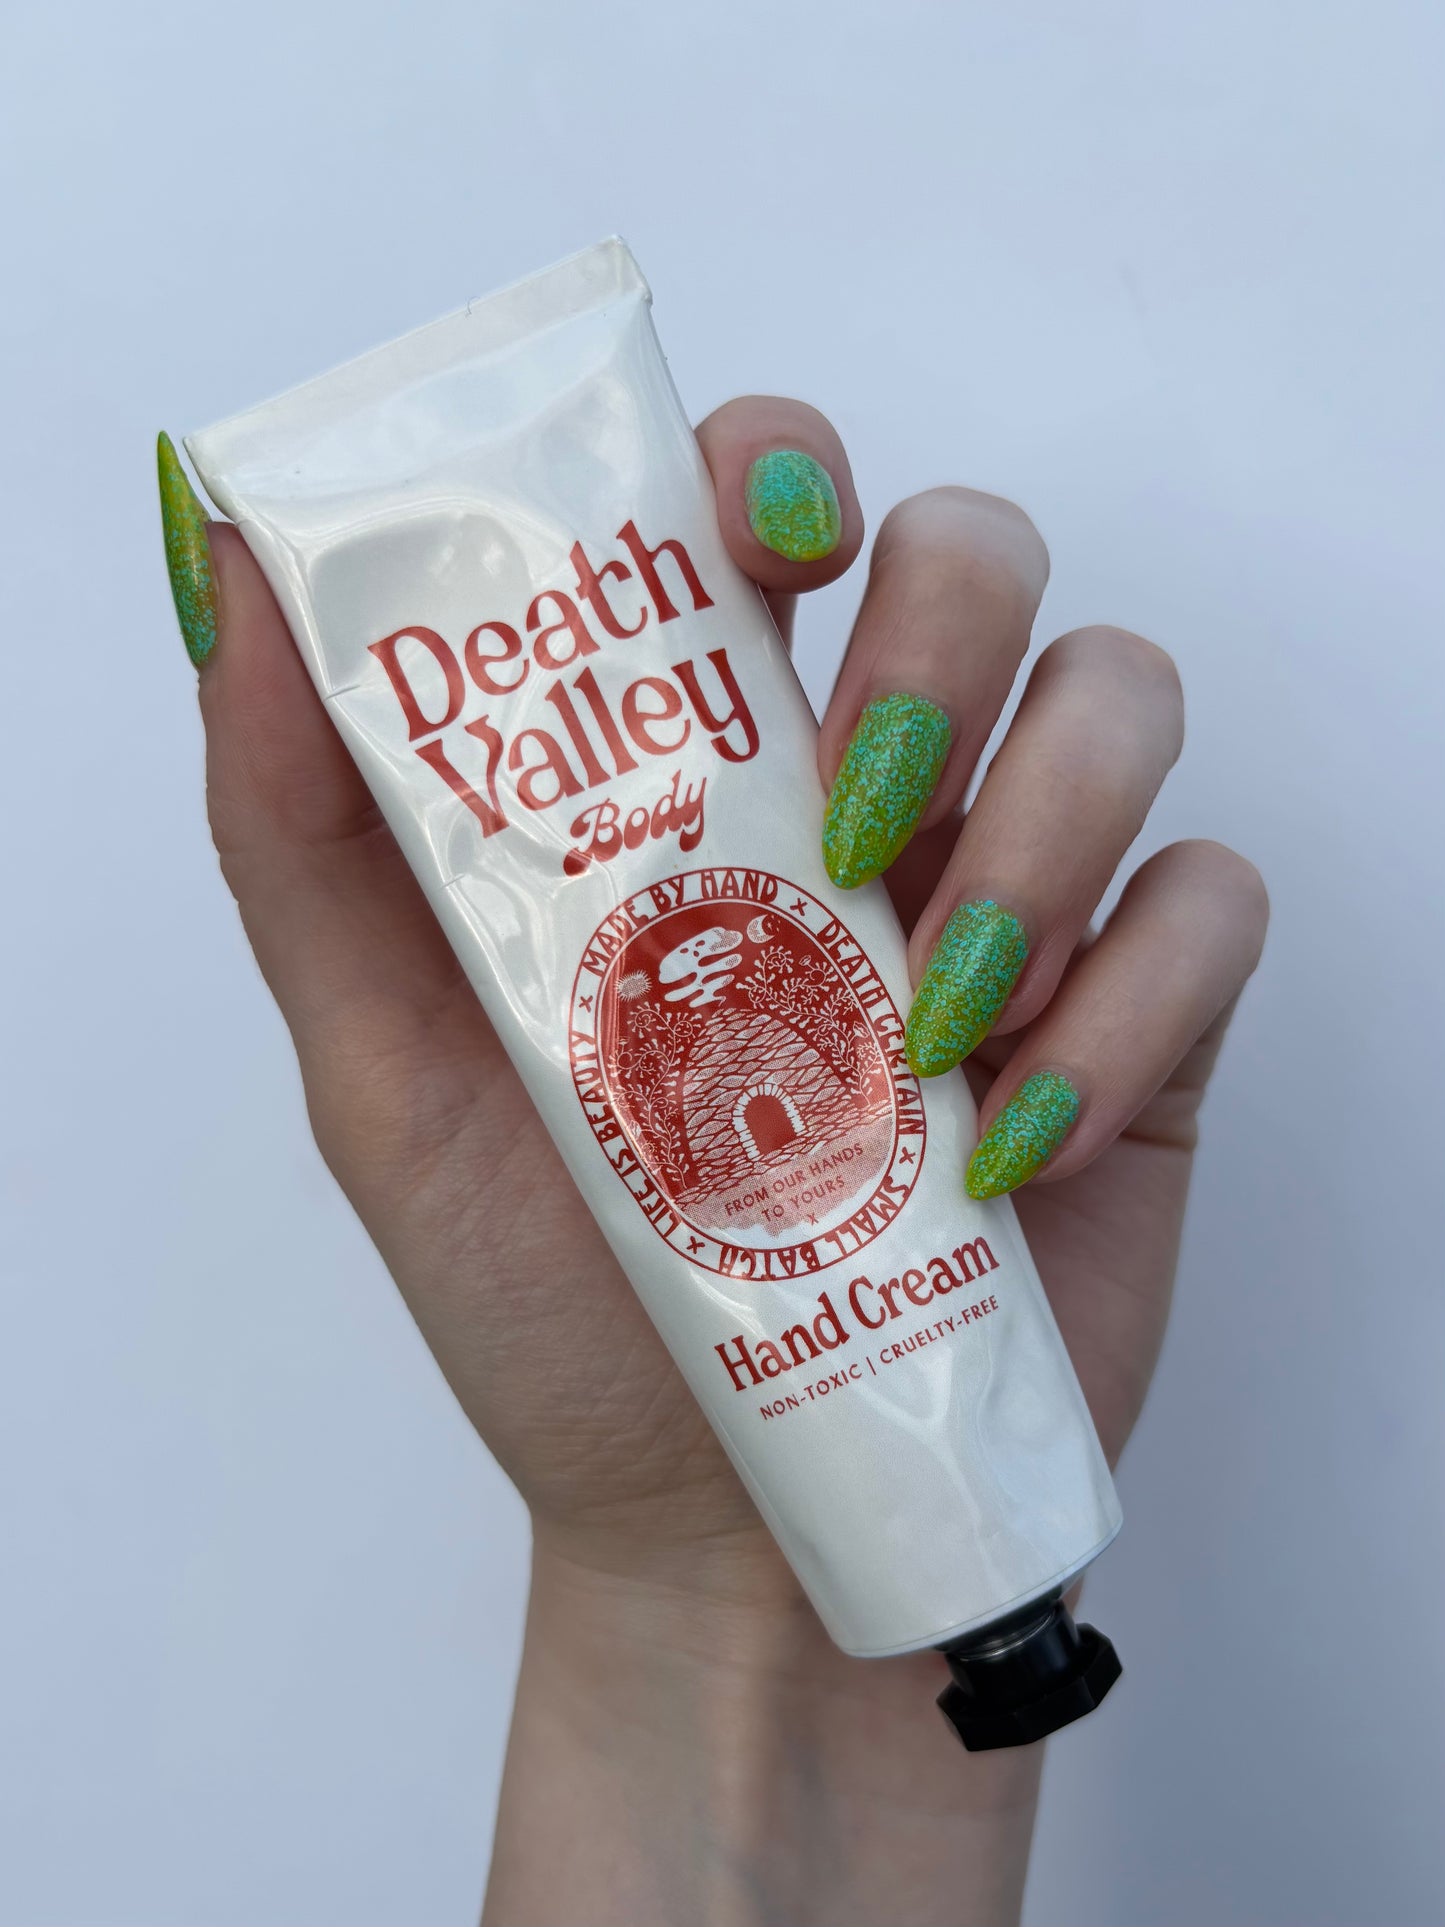 Death
Valley
Body
MADE BY HAND x DEATH CERTAIN x SMALL BATCH x LIFE IS BEAUTY x
FROM OUR HANDS
TO YOURS
x
Hand Cream
NON-TOXIC | CRUELTY-FREE